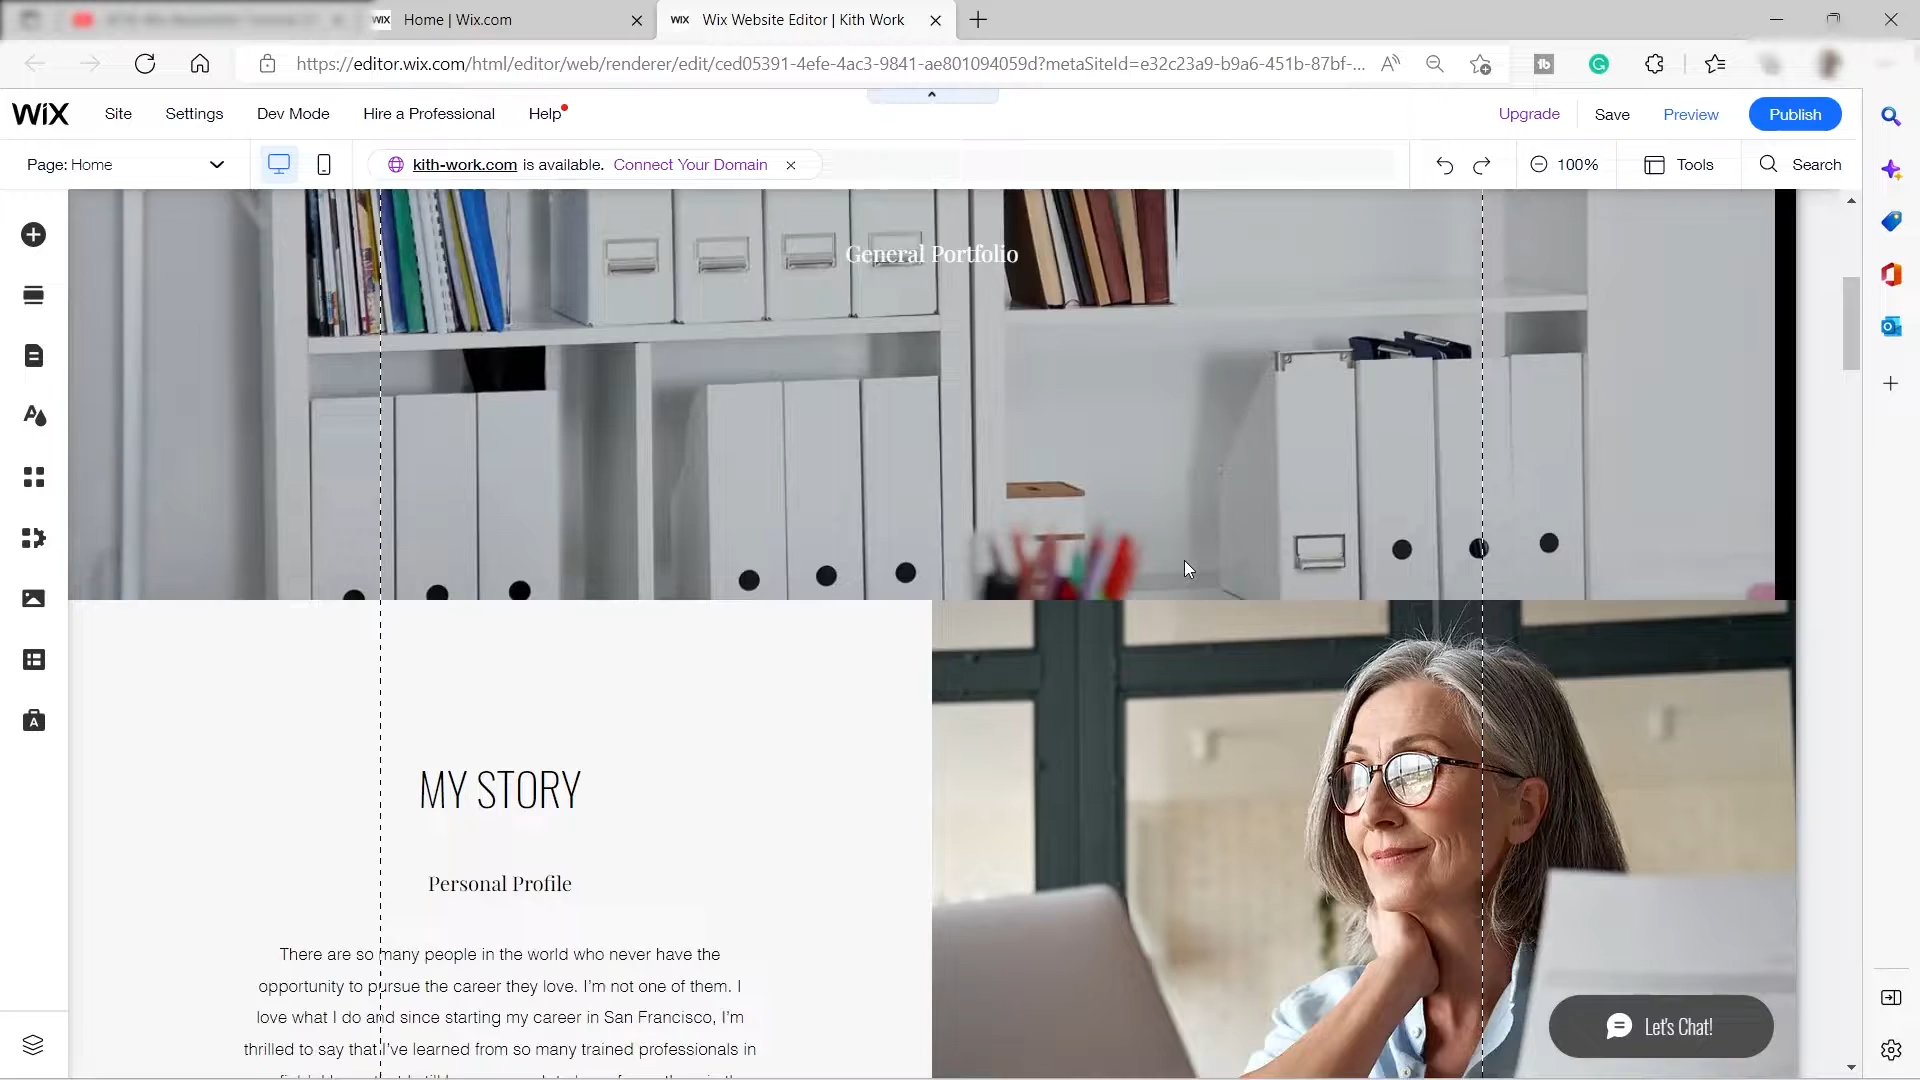 WIX Home | Wix.com
WIX Wix Website Editor | Kith Work
https://editor.wix.com/html/editor/web/renderer/edit/ced05391-4efe-4ac3-9841-ae801094059d?metaSiteId=e32c23a9-b9a6-451b-87bf-...
WIX Site Settings Dev Mode Hire a Professional Help Upgrade Save Preview Publish
Page: Home kith-work.com is available. Connect Your Domain 100% Tools Search
General Portfolio
MY STORY
Personal Profile
There are so many people in the world who never have the
opportunity to pursue the career they love. I'm not one of them. I
love what I do and since starting my career in San Francisco, I'm
thrilled to say that I've learned from so many trained professionals in
Let's Chat!